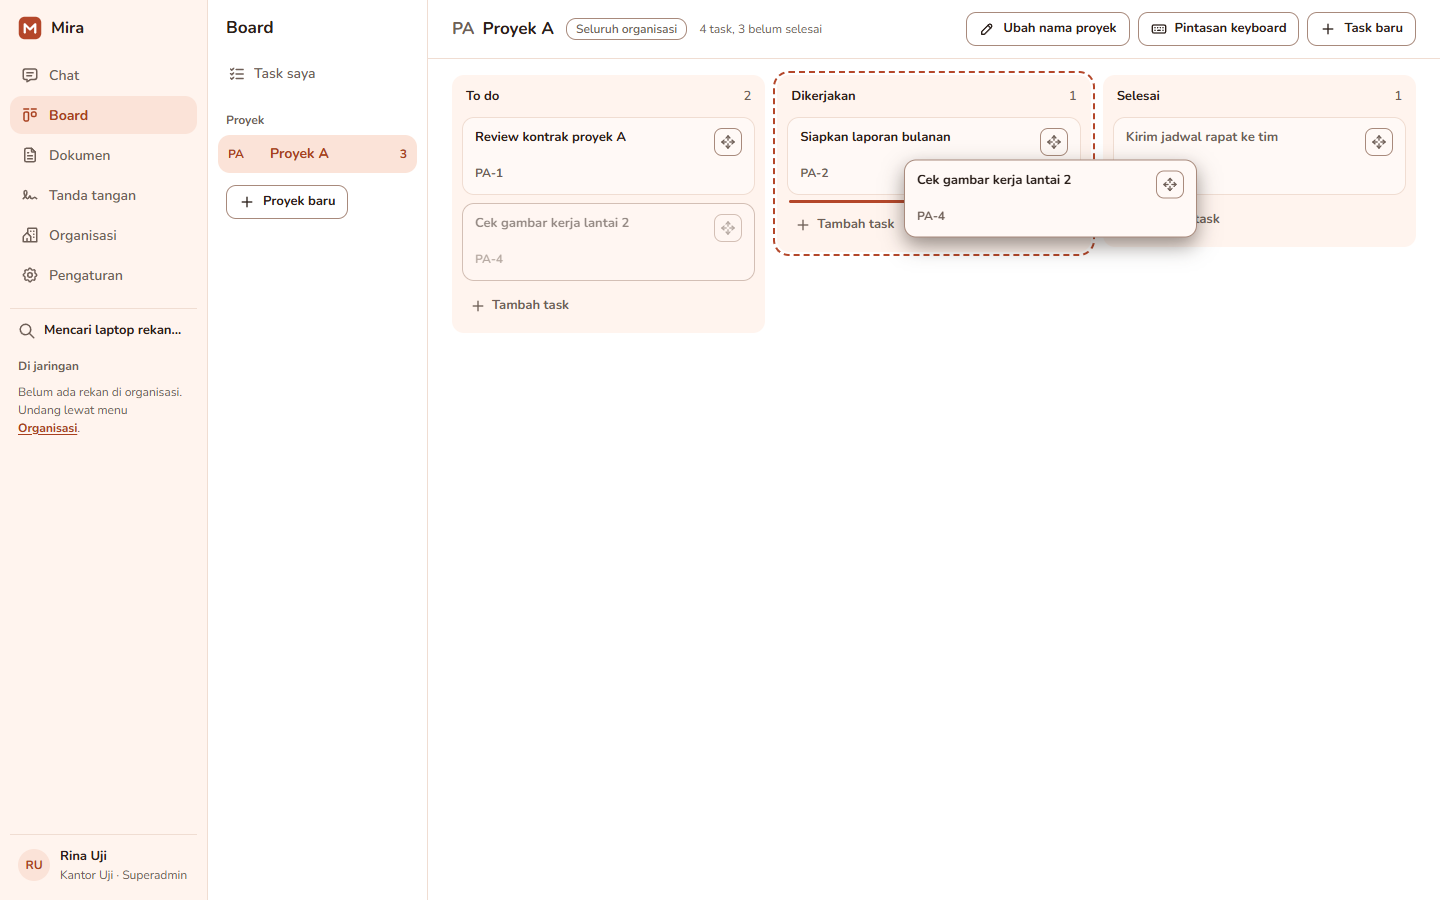 Mira
Chat
Board
Dokumen
Tanda tangan
Organisasi
Pengaturan
Mencari laptop rekan...
Di jaringan
Belum ada rekan di organisasi.
Undang lewat menu
Organisasi.
RU
Rina Uji
Kantor Uji · Superadmin
Board
Task saya
Proyek
PA Proyek A 3
Proyek baru
PA Proyek A Seluruh organisasi 4 task, 3 belum selesai
Ubah nama proyek
Pintasan keyboard
Task baru
To do 2
Review kontrak proyek A
PA-1
Cek gambar kerja lantai 2
PA-4
Tambah task
Dikerjakan 1
Siapkan laporan bulanan
PA-2
Tambah task
Cek gambar kerja lantai 2
PA-4
Selesai 1
Kirim jadwal rapat ke tim
task